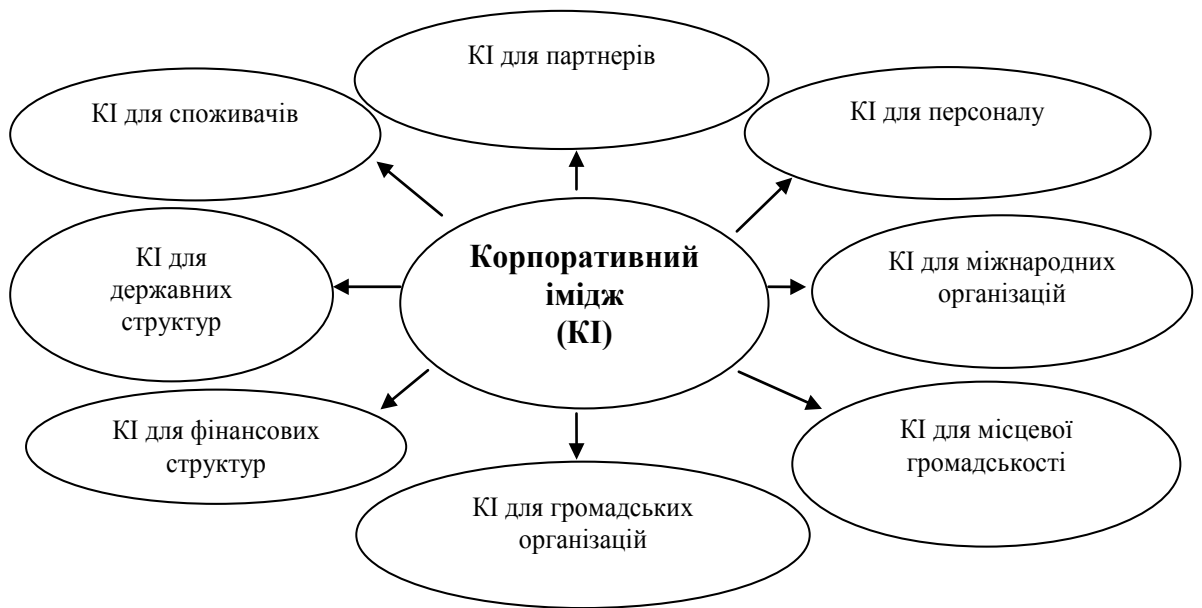 КІ для партнерів
КІ для споживачів
КІ для персоналу
Корпоративний
імідж
(КІ)
КІ для
державних
структур
КІ для міжнародних
організацій
КІ для фінансових
структур
КІ для місцевої
громадськості
КІ для громадських
організацій